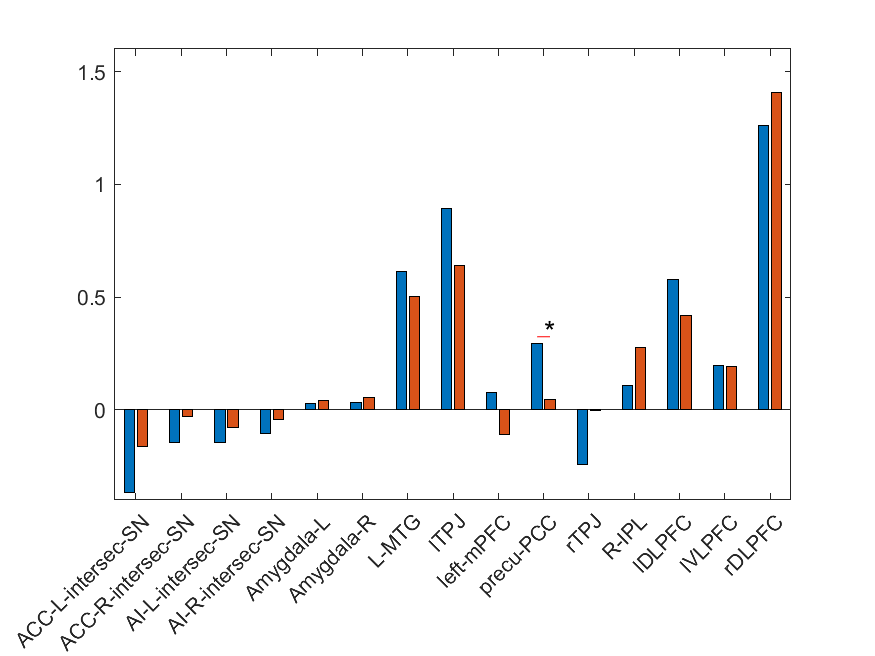 1.5
1
0.5
0
*
ACC-L-intersec-SN
ACC-R-intersec-SN
AI-L-intersec-SN
AI-R-intersec-SN
Amygdala-L
Amygdala-R
L-MTG
lTPJ
left-mPFC
precu-PCC
rTPJ
R-IPL
lDLPFC
lVLPFC
rDLPFC